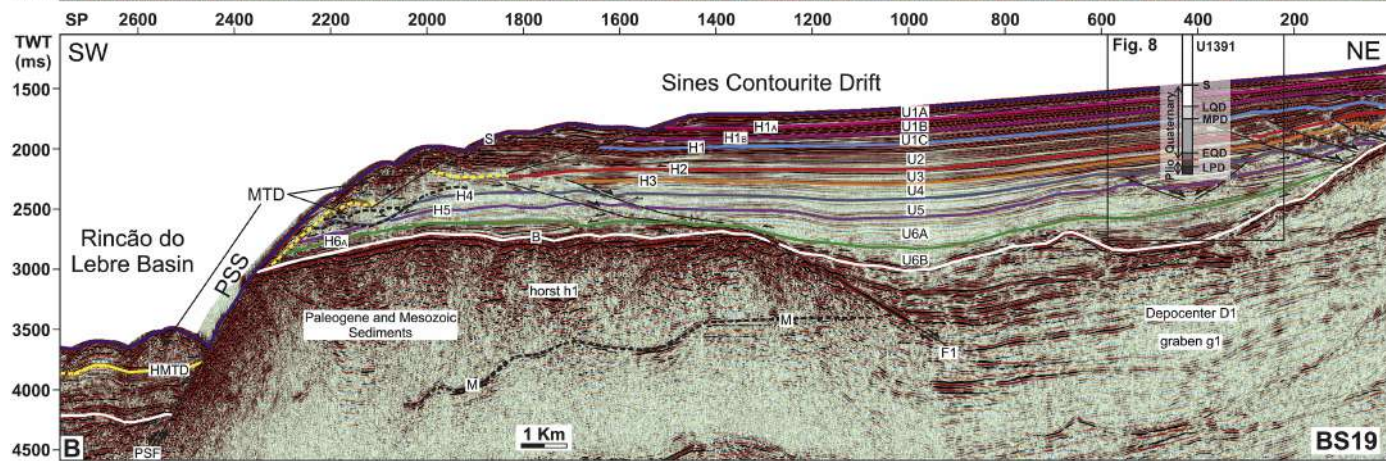 SP 2600 2400 2200 2000 1800 1600 1400 1200 1000 800 600 400 200
TWT
(ms)
SW
Fig. 8
U1391
NE
Sines Contourite Drift
1500
2000
2500
3000
3500
4000
4500
S
LQD
MPD
EQD
LPD
Plio Quaternary
U1A
H1A
U1B
H1B
U1C
S
H1
U2
H2
U3
H3
U4
MTD
H4
H5
U5
H6A
B
U6A
U6B
Rincão do
Lebre Basin
PSS
horst h1
Paleogene and Mesozoic
Sediments
Depocenter D1
graben g1
M
F1
M
HMTD
PSF
B
1 Km
BS19